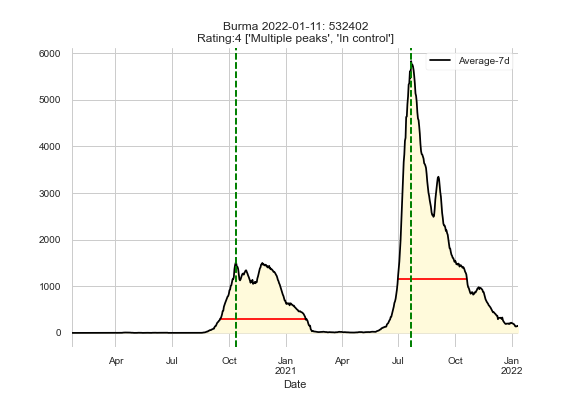 Burma 2022-01-11: 532402
Rating:4 ['Multiple peaks', 'In control']
Average-7d
6000
5000
4000
3000
2000
1000
0
Apr Jul Oct Jan Apr Jul Oct Jan
2021 2022
Date